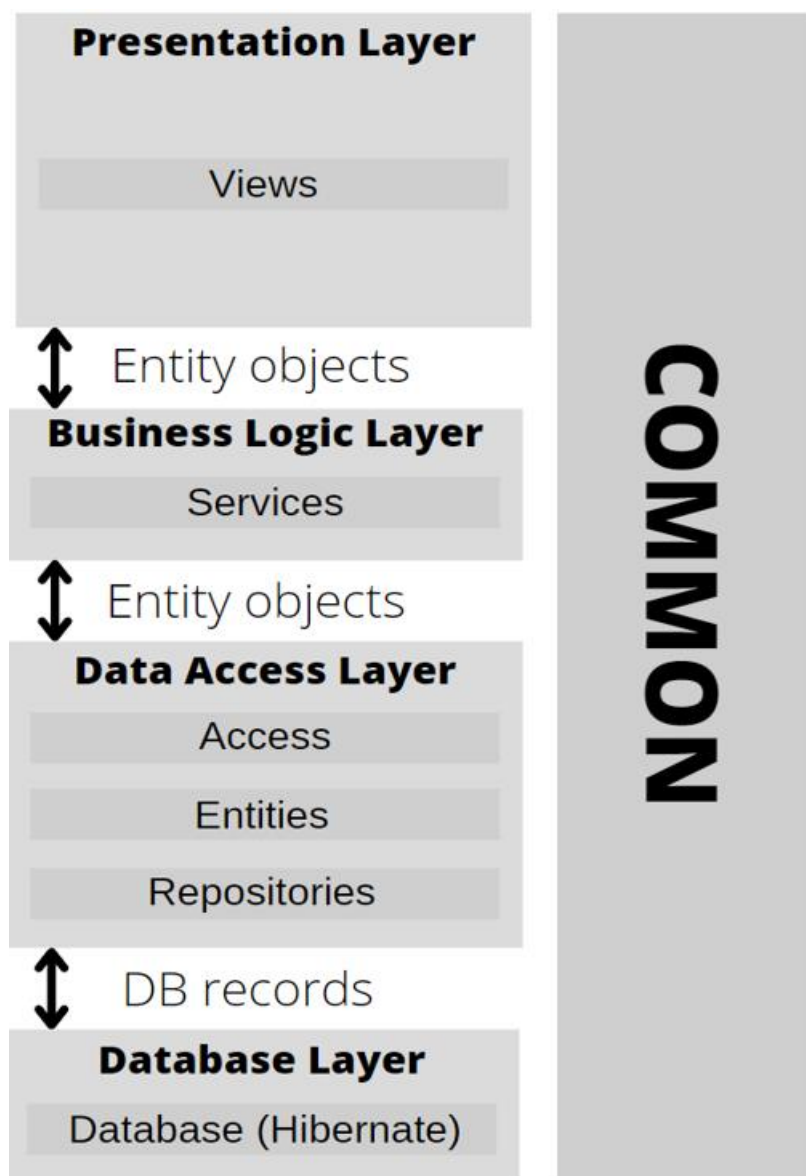 Presentation Layer
Views
Entity objects
Business Logic Layer
Services
Entity objects
Data Access Layer
Access
Entities
Repositories
DB records
Database Layer
Database (Hibernate)
COMMON